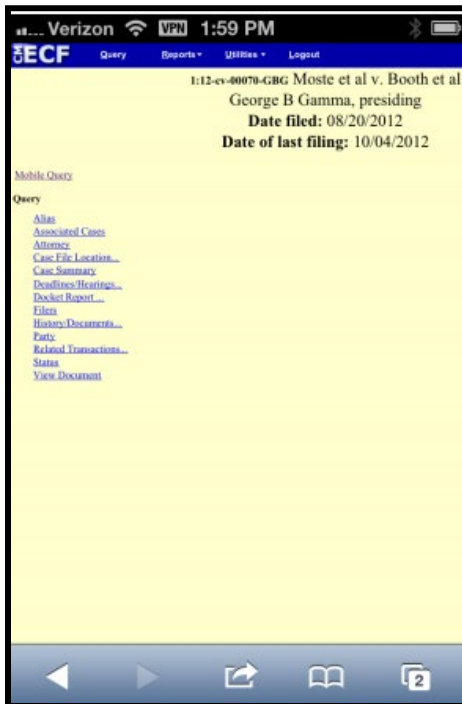 Verizon VPN 1:59 PM
CM ECF Query Reports Utilities Logout
1:12-cv-00070-GBG Moste et al v. Booth et al
George B Gamma, presiding
Date filed: 08/20/2012
Date of last filing: 10/04/2012
Mobile Query
Query
Alias
Associated Cases
Attorney
Case File Location...
Case Summary
Deadlines/Hearings...
Docket Report ...
Filers
History/Documents...
Party
Related Transactions...
Status
View Document
2